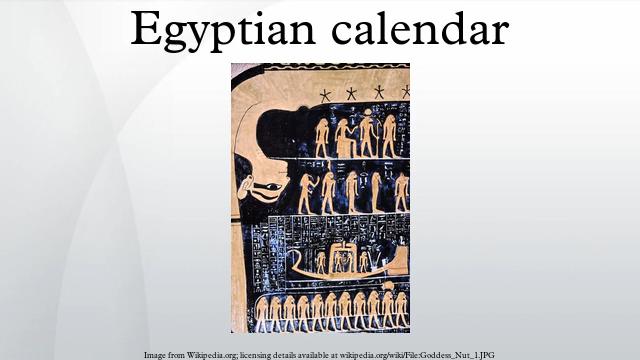 Egyptian calendar
Image from Wikipedia.org; licensing details available at wikipedia.org/wiki/File:Goddess_Nut_1.JPG